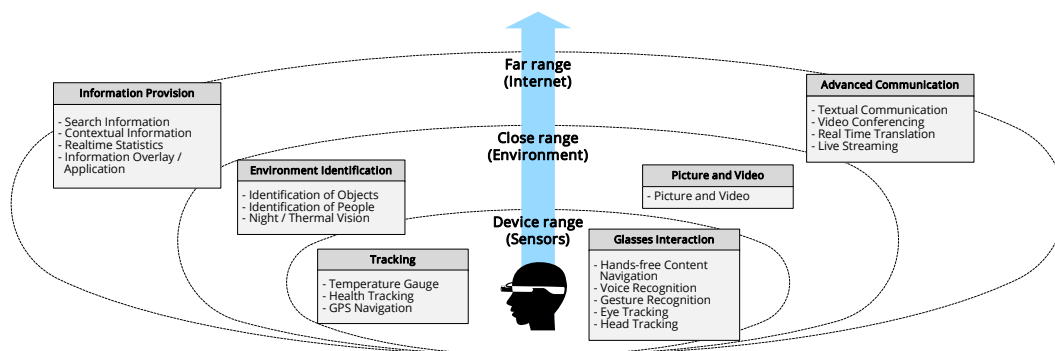 Far range
(Internet)
Information Provision
- Search Information
- Contextual Information
- Realtime Statistics
- Information Overlay /
Application
Advanced Communication
- Textual Communication
- Video Conferencing
- Real Time Translation
- Live Streaming
Close range
(Environment)
Environment Identification
- Identification of Objects
- Identification of People
- Night / Thermal Vision
Picture and Video
- Picture and Video
Device range
(Sensors)
Tracking
- Temperature Gauge
- Health Tracking
- GPS Navigation
Glasses Interaction
- Hands-free Content
Navigation
- Voice Recognition
- Gesture Recognition
- Eye Tracking
- Head Tracking